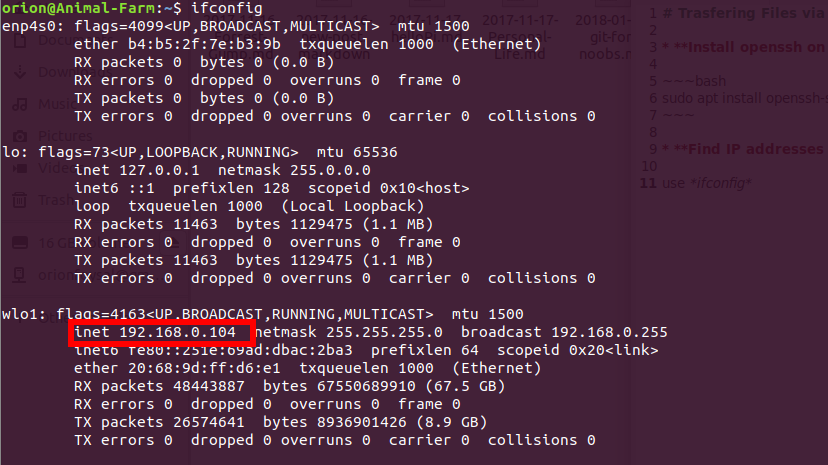 orion@Animal-Farm:~$ ifconfig
enp4s0: flags=4099<UP,BROADCAST,MULTICAST>  mtu 1500
ether b4:b5:2f:7e:b3:9b  txqueuelen 1000  (Ethernet)
RX packets 0  bytes 0 (0.0 B)
RX errors 0  dropped 0  overruns 0  frame 0
TX packets 0  bytes 0 (0.0 B)
TX errors 0  dropped 0 overruns 0  carrier 0  collisions 0
lo: flags=73<UP,LOOPBACK,RUNNING>  mtu 65536
inet 127.0.0.1  netmask 255.0.0.0
inet6 ::1  prefixlen 128  scopeid 0x10<host>
loop  txqueuelen 1000  (Local Loopback)
RX packets 11463  bytes 1129475 (1.1 MB)
RX errors 0  dropped 0  overruns 0  frame 0
TX packets 11463  bytes 1129475 (1.1 MB)
TX errors 0  dropped 0 overruns 0  carrier 0  collisions 0
wlo1: flags=4163<UP,BROADCAST,RUNNING,MULTICAST>  mtu 1500
inet 192.168.0.104  netmask 255.255.255.0  broadcast 192.168.0.255
inet6 fe80::251e:69ad:dbac:2ba3  prefixlen 64  scopeid 0x20<link>
ether 20:68:9d:ff:d6:e1  txqueuelen 1000  (Ethernet)
RX packets 48443887  bytes 67550689910 (67.5 GB)
RX errors 0  dropped 0  overruns 0  frame 0
TX packets 26574641  bytes 8936901426 (8.9 GB)
TX errors 0  dropped 0 overruns 0  carrier 0  collisions 0
1 # Trasfering Files via
2
3 * **Install openssh on
4
5 ~~~bash
6 sudo apt install openssh-s
7 ~~~
8
9 * **Find IP addresses
10
11 use *ifconfig*
Music
Pictures
Trash
16 G
2017-11-17-
Personal-
Life.md
2018-01-
git-for
noobs.m